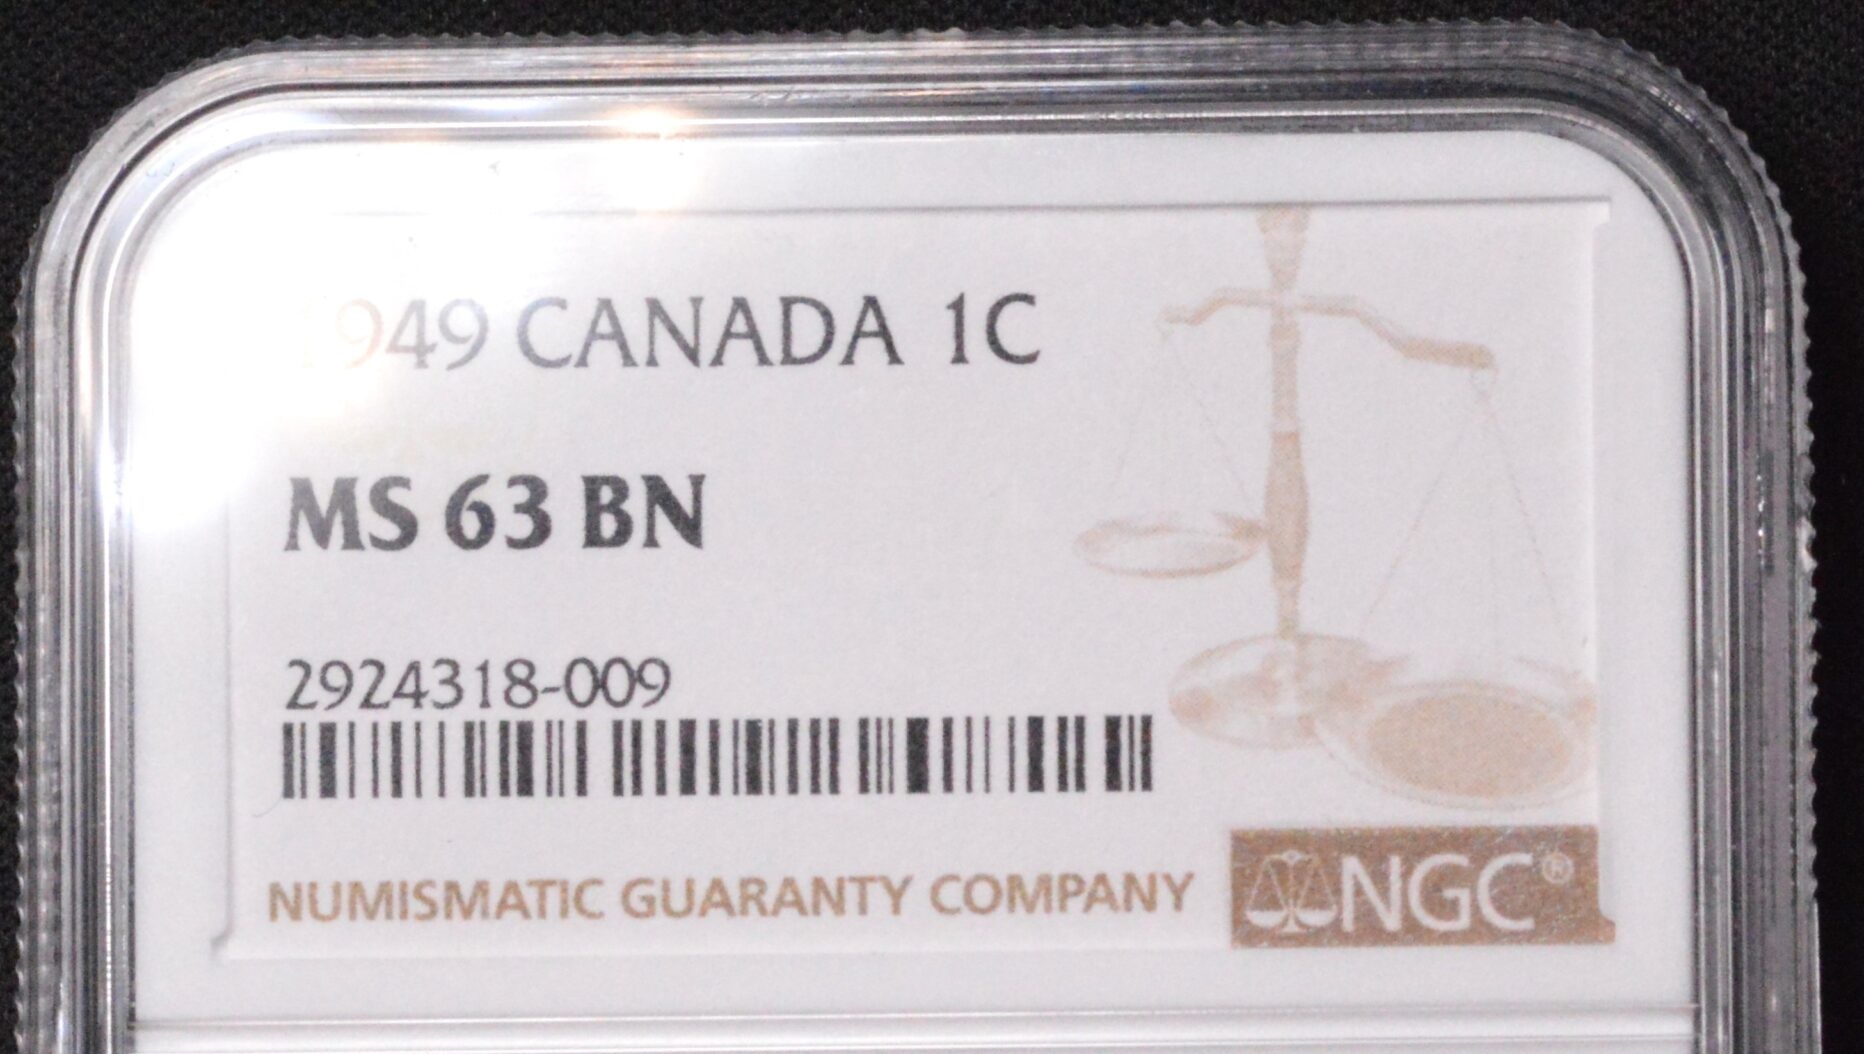 1949 CANADA 1C
MS 63 BN
2924318-009
NUMISMATIC GUARANTY COMPANY
NGC®